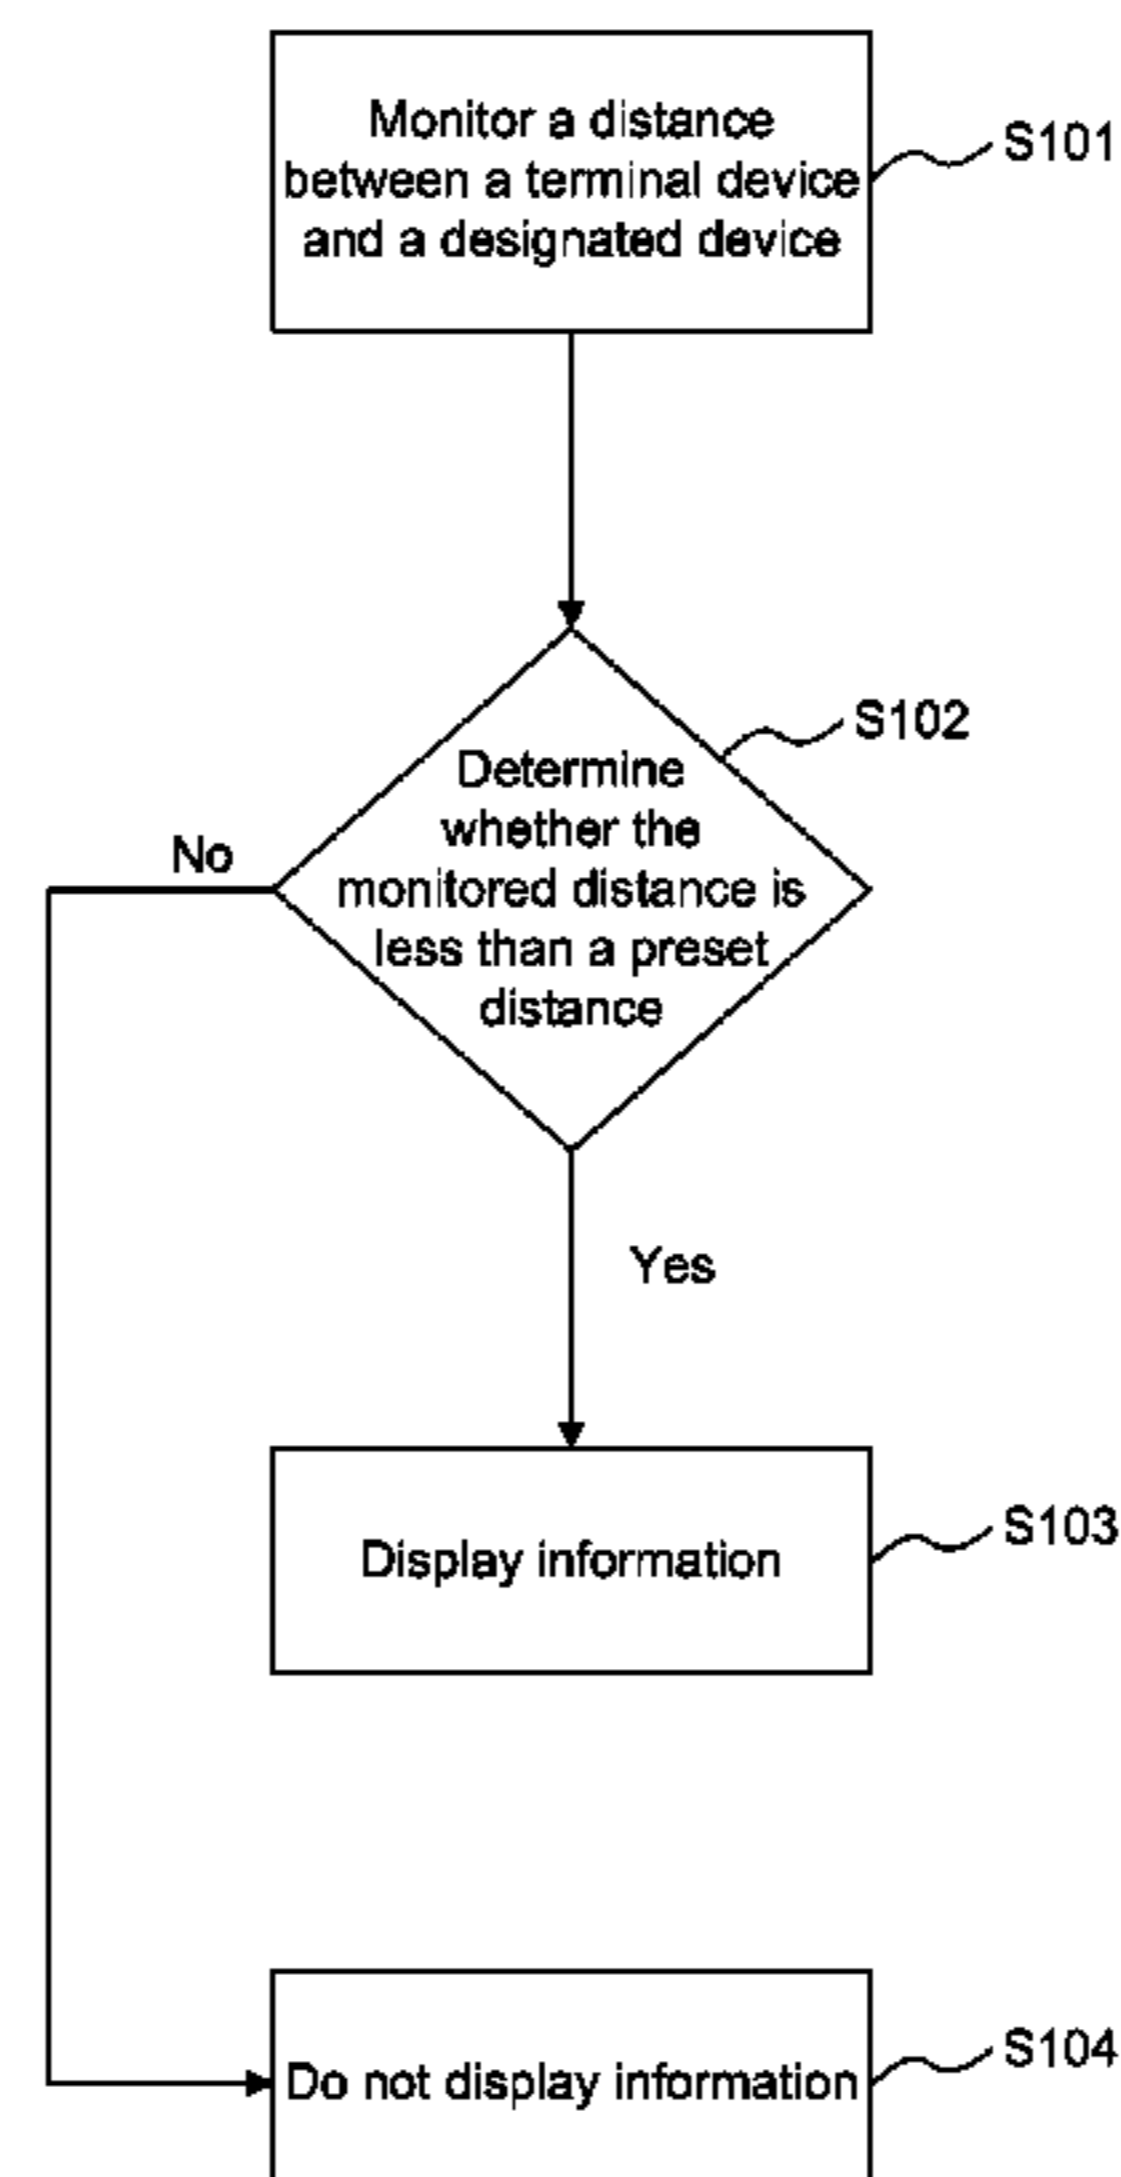 Monitor a distance
between a terminal device
and a designated device
S101
S102
Determine
whether the
monitored distance is
less than a preset
distance
No
Yes
Display information
S103
Do not display information
S104